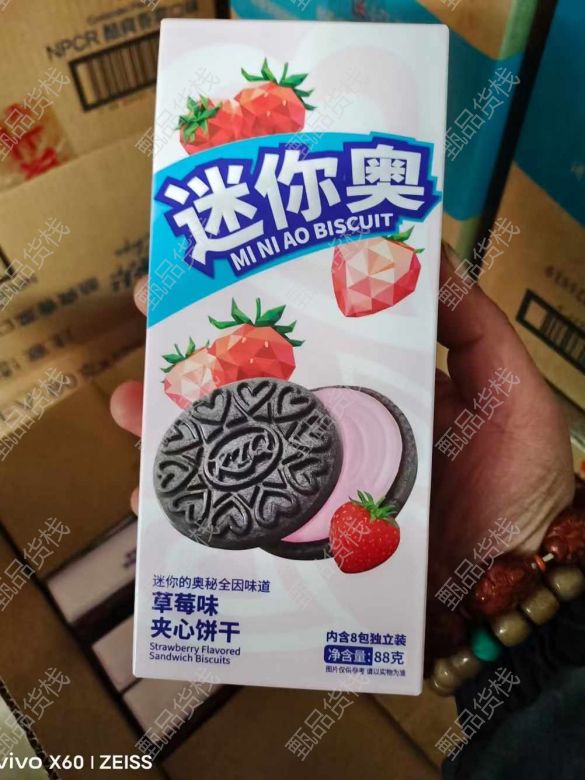 NPCR
迷你奥
MINI AO BISCUIT
迷你的奥秘全因味道
草莓味
夹心饼干
Strawberry Flavored
Sandwich Biscuits
内含8包独立装
净含量:88克
图片仅供参考 请以实物为准
vivo X60 | ZEISS
甄品货栈